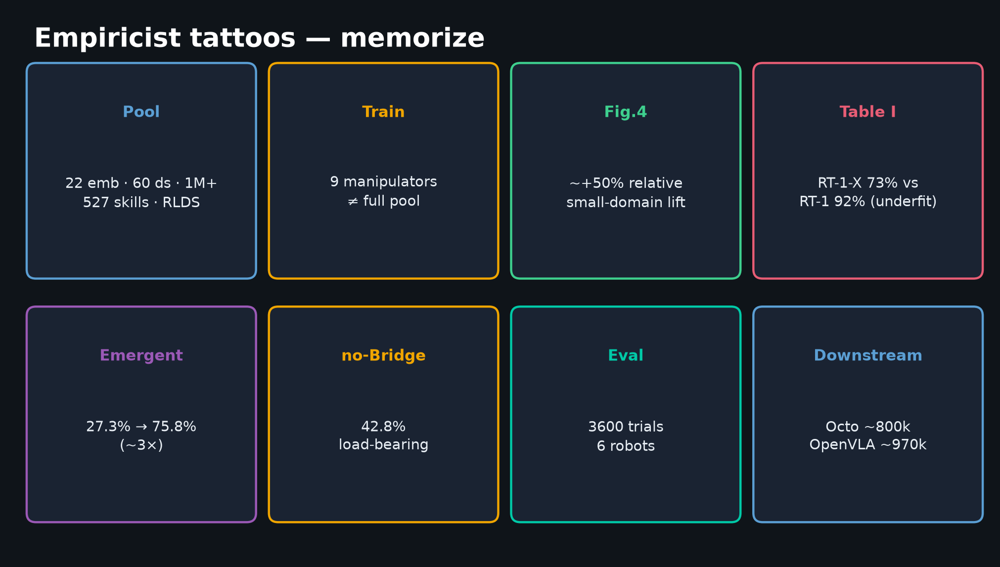 Empiricist tattoos — memorize
Pool
22 emb · 60 ds · 1M+
527 skills · RLDS
Train
9 manipulators
≠ full pool
Fig.4
~+50% relative
small-domain lift
Table I
RT-1-X 73% vs
RT-1 92% (underfit)
Emergent
27.3% → 75.8%
(~3×)
no-Bridge
42.8%
load-bearing
Eval
3600 trials
6 robots
Downstream
Octo ~800k
OpenVLA ~970k